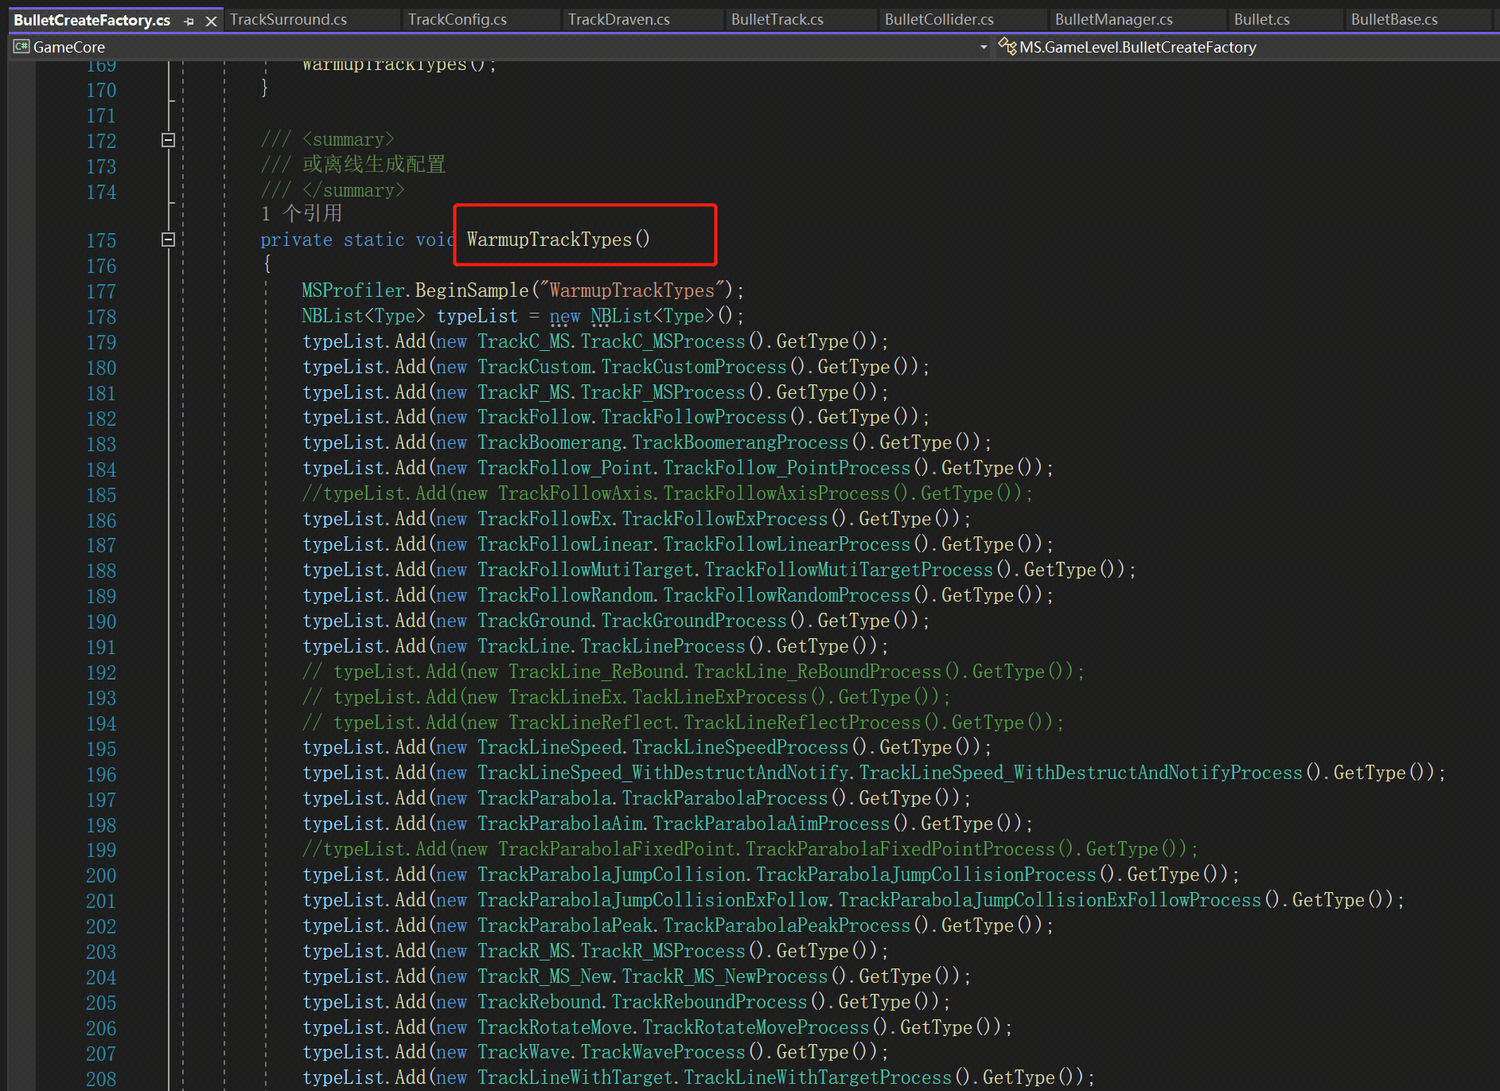 BulletCreateFactory.cs TrackSurround.cs TrackConfig.cs TrackDraven.cs BulletTrack.cs BulletCollider.cs BulletManager.cs Bullet.cs BulletBase.cs
C# GameCore MS.GameLevel.BulletCreateFactory
169 WarmupTrackTypes();
170 }
171
172 /// <summary>
173 /// 或离线生成配置
174 /// </summary>
1 个引用
175 private static void WarmupTrackTypes()
176 {
177 MSProfiler.BeginSample("WarmupTrackTypes");
178 NBList<Type> typeList = new NBList<Type>();
179 typeList.Add(new TrackC_MS.TrackC_MSProcess().GetType());
180 typeList.Add(new TrackCustom.TrackCustomProcess().GetType());
181 typeList.Add(new TrackF_MS.TrackF_MSProcess().GetType());
182 typeList.Add(new TrackFollow.TrackFollowProcess().GetType());
183 typeList.Add(new TrackBoomerang.TrackBoomerangProcess().GetType());
184 typeList.Add(new TrackFollow_Point.TrackFollow_PointProcess().GetType());
185 //typeList.Add(new TrackFollowAxis.TrackFollowAxisProcess().GetType());
186 typeList.Add(new TrackFollowEx.TrackFollowExProcess().GetType());
187 typeList.Add(new TrackFollowLinear.TrackFollowLinearProcess().GetType());
188 typeList.Add(new TrackFollowMutiTarget.TrackFollowMutiTargetProcess().GetType());
189 typeList.Add(new TrackFollowRandom.TrackFollowRandomProcess().GetType());
190 typeList.Add(new TrackGround.TrackGroundProcess().GetType());
191 typeList.Add(new TrackLine.TrackLineProcess().GetType());
192 // typeList.Add(new TrackLine_ReBound.TrackLine_ReBoundProcess().GetType());
193 // typeList.Add(new TrackLineEx.TackLineExProcess().GetType());
194 // typeList.Add(new TrackLineReflect.TrackLineReflectProcess().GetType());
195 typeList.Add(new TrackLineSpeed.TrackLineSpeedProcess().GetType());
196 typeList.Add(new TrackLineSpeed_WithDestructAndNotify.TrackLineSpeed_WithDestructAndNotifyProcess().GetType());
197 typeList.Add(new TrackParabola.TrackParabolaProcess().GetType());
198 typeList.Add(new TrackParabolaAim.TrackParabolaAimProcess().GetType());
199 //typeList.Add(new TrackParabolaFixedPoint.TrackParabolaFixedPointProcess().GetType());
200 typeList.Add(new TrackParabolaJumpCollision.TrackParabolaJumpCollisionProcess().GetType());
201 typeList.Add(new TrackParabolaJumpCollisionExFollow.TrackParabolaJumpCollisionExFollowProcess().GetType());
202 typeList.Add(new TrackParabolaPeak.TrackParabolaPeakProcess().GetType());
203 typeList.Add(new TrackR_MS.TrackR_MSProcess().GetType());
204 typeList.Add(new TrackR_MS_New.TrackR_MS_NewProcess().GetType());
205 typeList.Add(new TrackRebound.TrackReboundProcess().GetType());
206 typeList.Add(new TrackRotateMove.TrackRotateMoveProcess().GetType());
207 typeList.Add(new TrackWave.TrackWaveProcess().GetType());
208 typeList.Add(new TrackLineWithTarget.TrackLineWithTargetProcess().GetType());